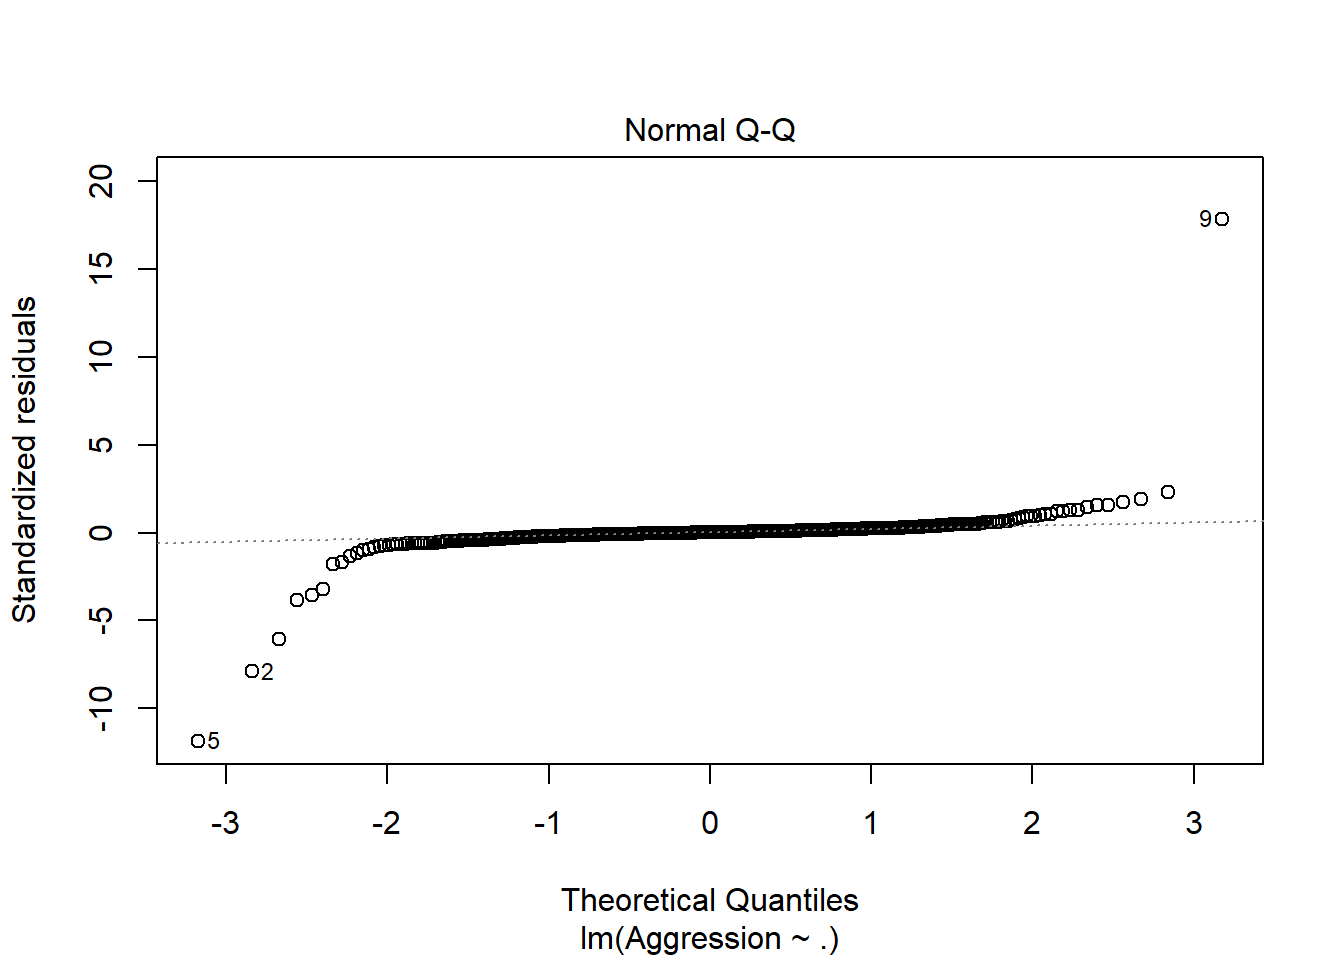 Normal Q-Q
Standardized residuals
20
15
10
5
0
-5
-10
9
2
5
-3 -2 -1 0 1 2 3
Theoretical Quantiles
lm(Aggression ~ .)